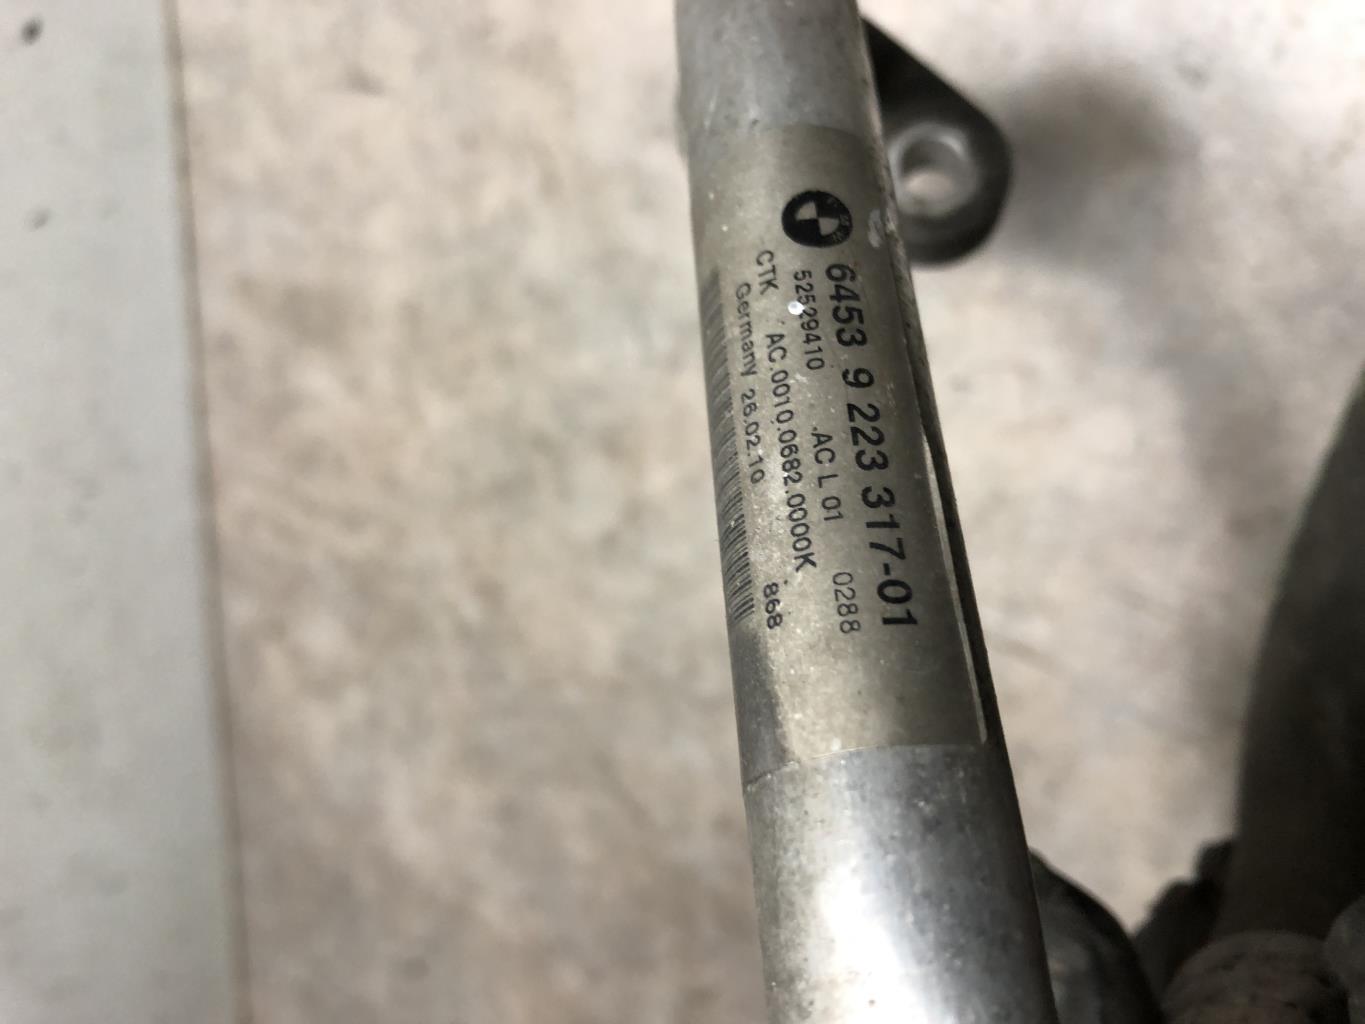 6453 9 223 317-01
52529410 AC L 01 0288
CTK AC.0010.0682.0000K
Germany 26.02.10 868